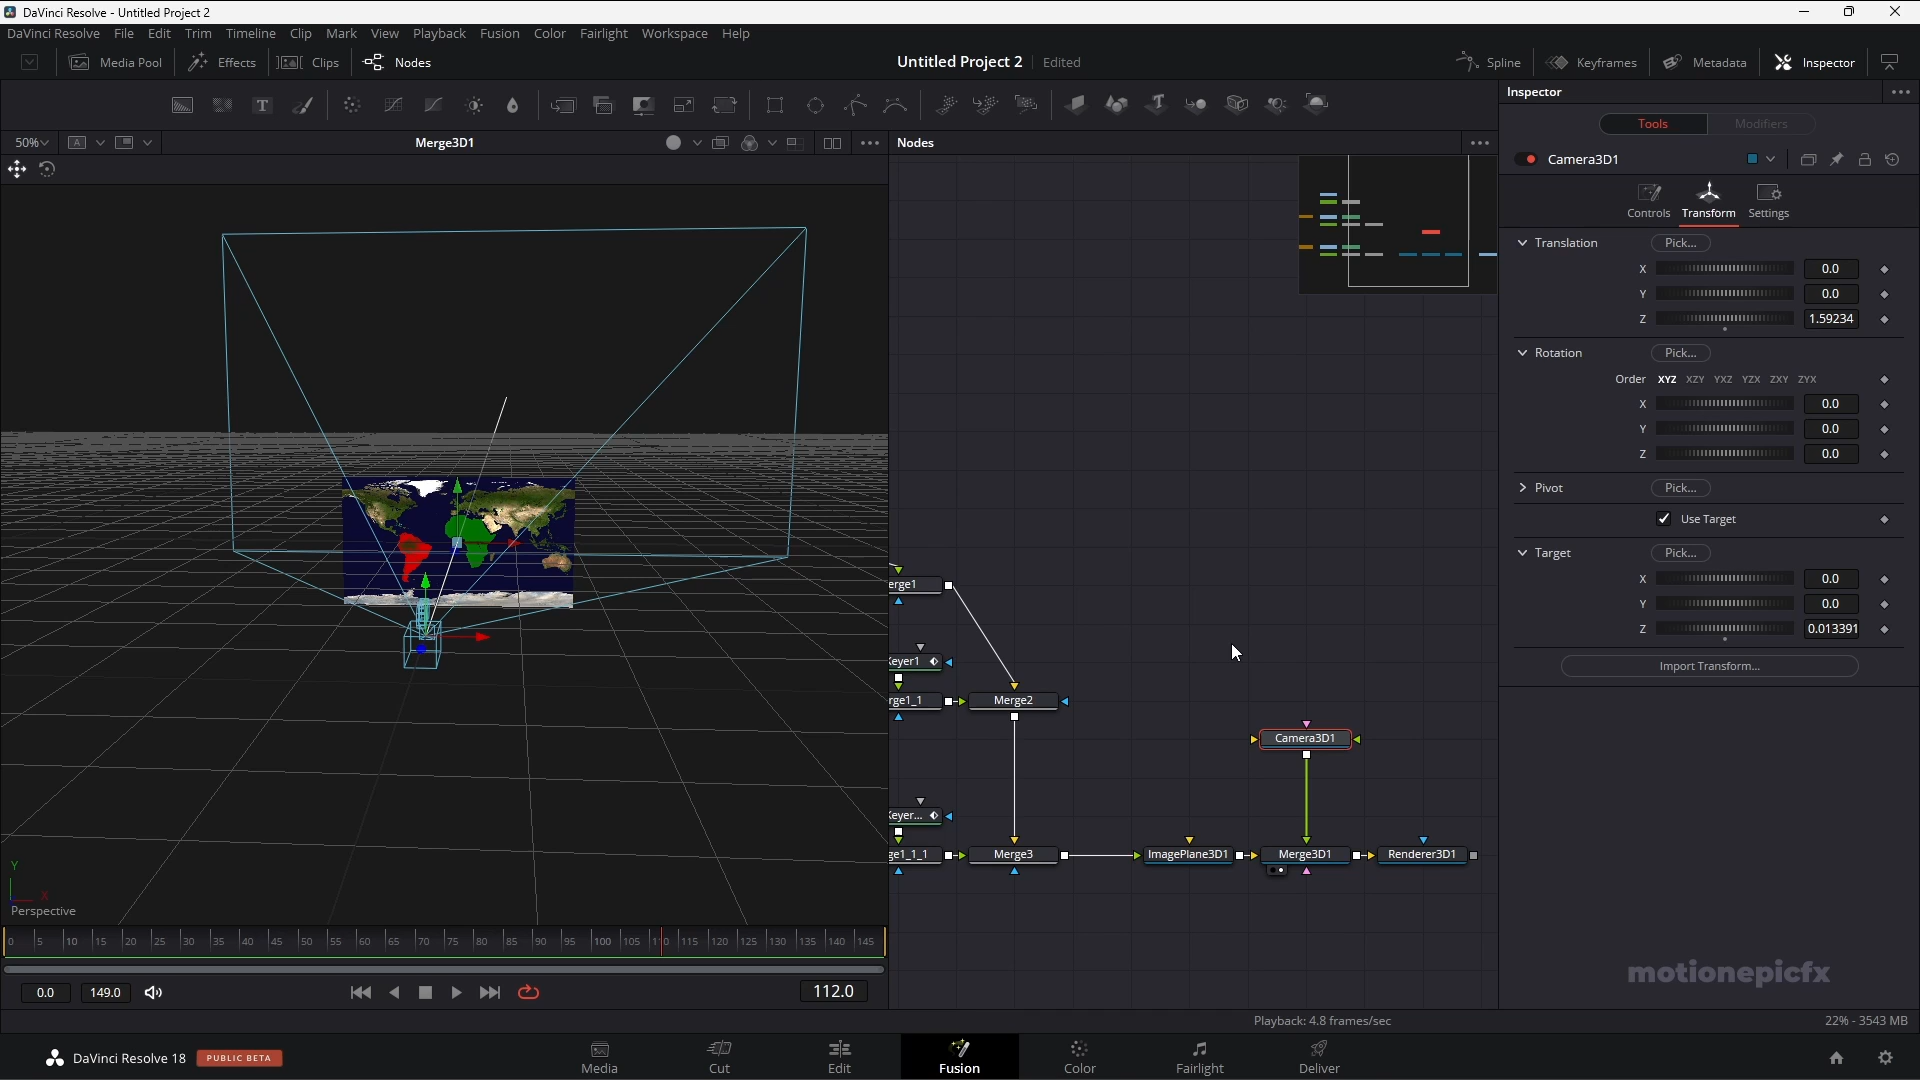 DaVinci Resolve - Untitled Project 2
DaVinci Resolve File Edit Trim Timeline Clip Mark View Playback Fusion Color Fairlight Workspace Help
Media Pool Effects Clips Nodes Untitled Project 2 Edited Spline Keyframes Metadata Inspector
Inspector
Tools Modifiers
50% A Merge3D1 Nodes
Camera3D1
Controls Transform Settings
Translation Pick...
X 0.0
Y 0.0
Z 1.59234
Rotation Pick...
Order XYZ XZY YXZ YZX ZXY ZYX
X 0.0
Y 0.0
Z 0.0
Pivot Pick...
Use Target
Target Pick...
X 0.0
Y 0.0
Z 0.013391
Import Transform...
erge1
Keyer1
rge1_1 Merge2
Camera3D1
Keyer...
ge1_1_1 Merge3 ImagePlane3D1 Merge3D1 Renderer3D1
Y
X
Perspective
0 5 10 15 20 25 30 35 40 45 50 55 60 65 70 75 80 85 90 95 100 105 110 115 120 125 130 135 140 145
motionepicfx
0.0 149.0 112.0
Playback: 4.8 frames/sec 22% - 3543 MB
DaVinci Resolve 18 PUBLIC BETA Media Cut Edit Fusion Color Fairlight Deliver